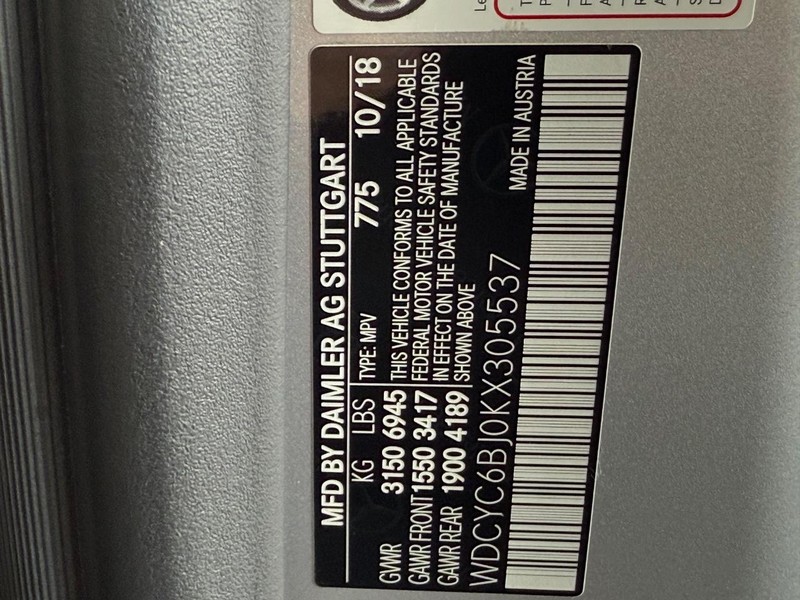 MFD BY DAIMLER AG STUTTGART
KG LBS TYPE: MPV 775 10/18
GVWR 3150 6945 THIS VEHICLE CONFORMS TO ALL APPLICABLE
GAWR FRONT 1550 3417 FEDERAL MOTOR VEHICLE SAFETY STANDARDS
GAWR REAR 1900 4189 IN EFFECT ON THE DATE OF MANUFACTURE
SHOWN ABOVE
WDCYC6BJ0KX305537 MADE IN AUSTRIA